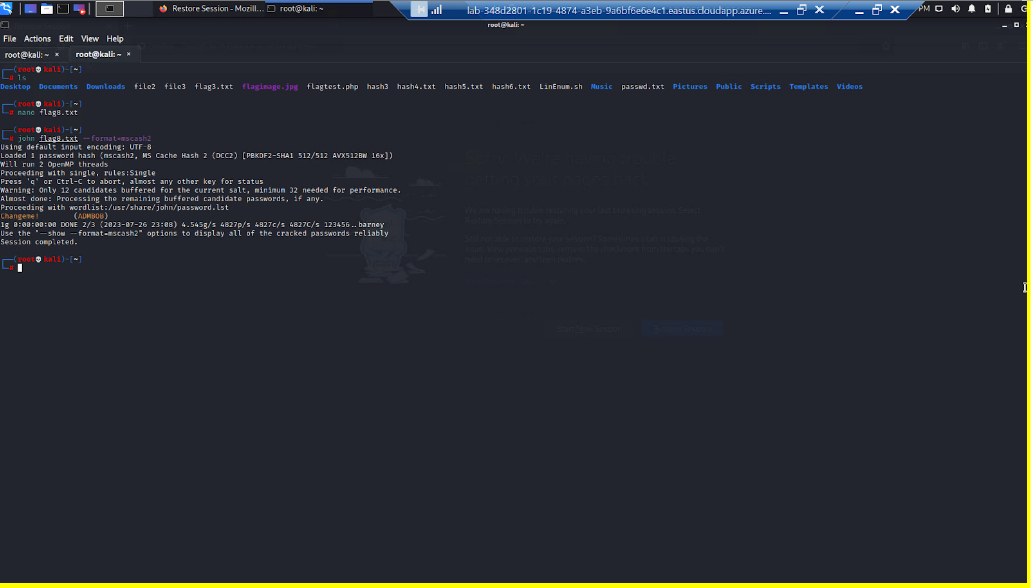 Restore Session - Mozill...
root@kali: ~
lab-348d2801-1c19-4874-a3eb-9a6bf6e6e4c1.eastus.cloudapp.azure....
PM
root@kali: ~
File Actions Edit View Help
root@kali: ~ × root@kali: ~ ×
┌──(root💀kali)-[~]
└─# ls
Desktop Documents Downloads file2 file3 flag3.txt flagimage.jpg flagtest.php hash3 hash4.txt hash5.txt hash6.txt LinEnum.sh Music passwd.txt Pictures Public Scripts Templates Videos
┌──(root💀kali)-[~]
└─# nano flag8.txt
┌──(root💀kali)-[~]
└─# john flag8.txt --format=mscash2
Using default input encoding: UTF-8
Loaded 1 password hash (mscash2, MS Cache Hash 2 (DCC2) [PBKDF2-SHA1 512/512 AVX512BW 16x])
Will run 2 OpenMP threads
Proceeding with single, rules:Single
Press 'q' or Ctrl-C to abort, almost any other key for status
Warning: Only 12 candidates buffered for the current salt, minimum 32 needed for performance.
Almost done: Processing the remaining buffered candidate passwords, if any.
Proceeding with wordlist:/usr/share/john/password.lst
Changeme! (ADMBOB)
1g 0:00:00:00 DONE 2/3 (2023-07-26 23:08) 4.545g/s 4827p/s 4827c/s 4827C/s 123456..barney
Use the "--show --format=mscash2" options to display all of the cracked passwords reliably
Session completed.
┌──(root💀kali)-[~]
└─#